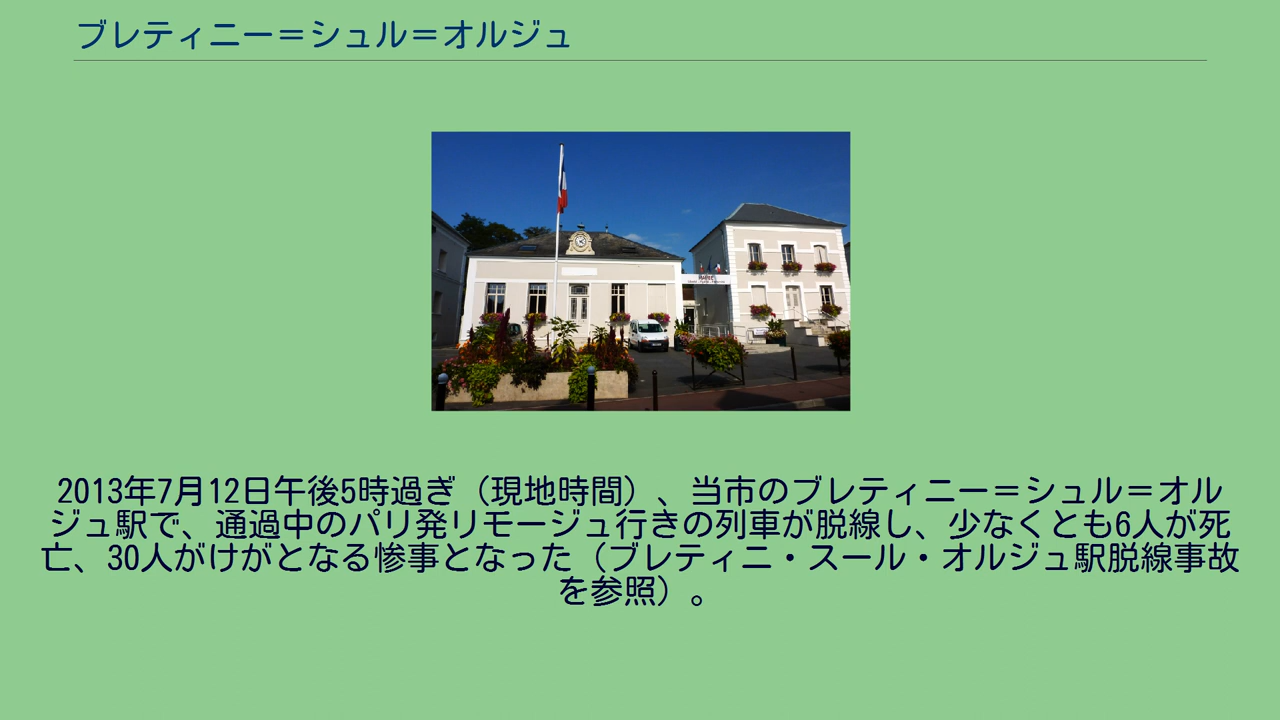 ブレティニー＝シュル＝オルジュ
MAIRIE
2013年7月12日午後5時過ぎ（現地時間）、当市のブレティニー＝シュル＝オル
ジュ駅で、通過中のパリ発リモージュ行きの列車が脱線し、少なくとも6人が死
亡、30人がけがとなる惨事となった（ブレティニ・スール・オルジュ駅脱線事故
を参照）。